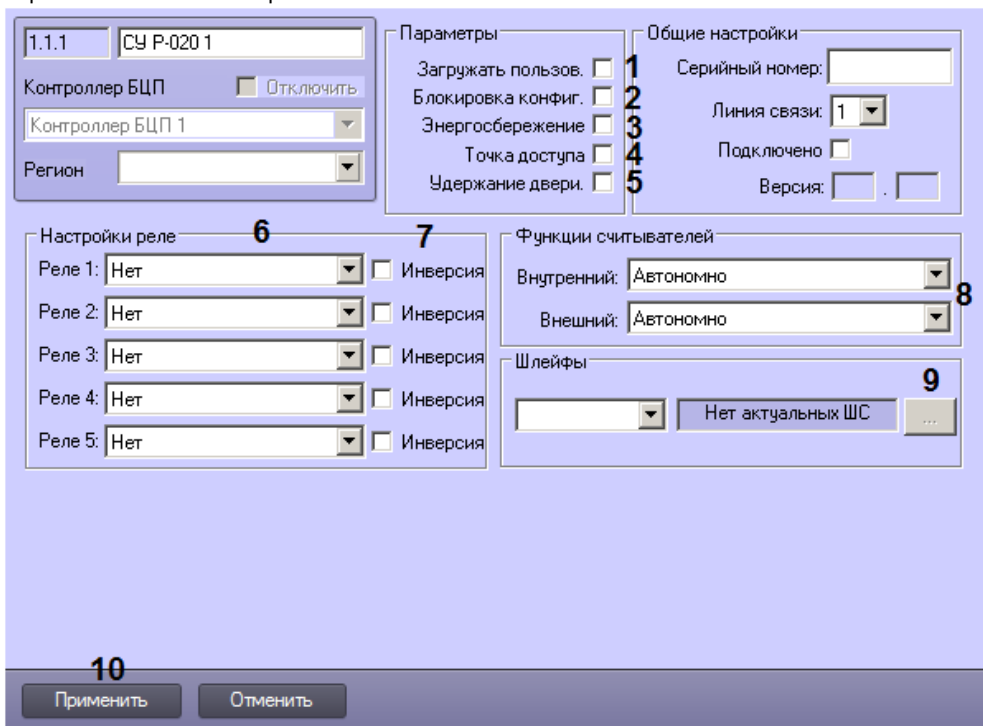 1.1.1 СУ Р-020 1
Контроллер БЦП Отключить
Контроллер БЦП 1
Регион
Параметры
Загружать пользов. 1
Блокировка конфиг. 2
Энергосбережение 3
Точка доступа 4
Удержание двери. 5
Общие настройки
Серийный номер:
Линия связи: 1
Подключено
Версия: .
Настройки реле 6 7
Реле 1: Нет Инверсия
Реле 2: Нет Инверсия
Реле 3: Нет Инверсия
Реле 4: Нет Инверсия
Реле 5: Нет Инверсия
Функции считывателей
Внутренний: Автономно
Внешний: Автономно
8
Шлейфы
9
Нет актуальных ШС ...
10
Применить Отменить